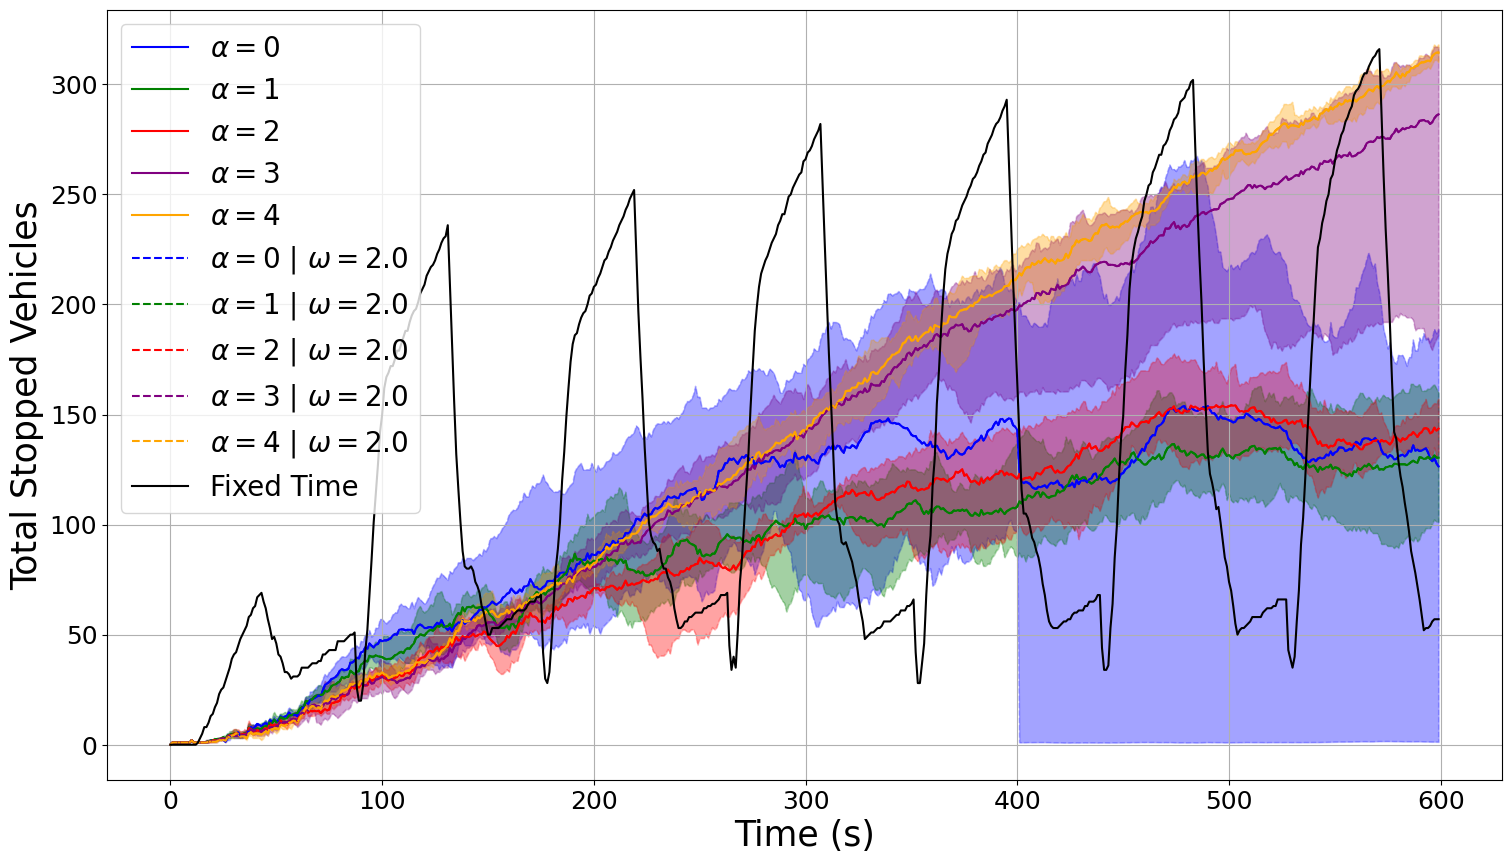 α = 0
α = 1
α = 2
α = 3
α = 4
α = 0 | ω = 2.0
α = 1 | ω = 2.0
α = 2 | ω = 2.0
α = 3 | ω = 2.0
α = 4 | ω = 2.0
Fixed Time
Total Stopped Vehicles
300
250
200
150
100
50
0
0 100 200 300 400 500 600
Time (s)